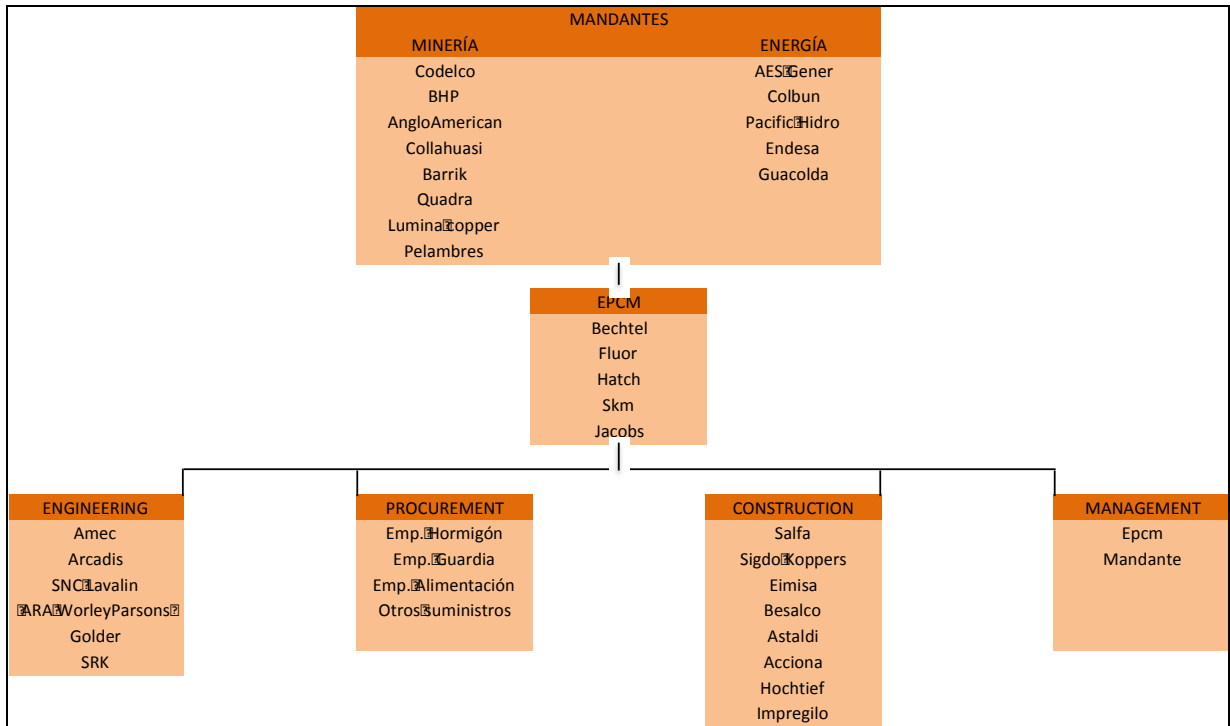 MANDANTES
MINERÍA ENERGÍA
Codelco AES Gener
BHP Colbun
AngloAmerican Pacific Hidro
Collahuasi Endesa
Barrik Guacolda
Quadra
Lumina copper
Pelambres
EPCM
Bechtel
Fluor
Hatch
Skm
Jacobs
ENGINEERING PROCUREMENT CONSTRUCTION MANAGEMENT
Amec Emp. Hormigón Salfa Epcm
Arcadis Emp. Guardia Sigdo Koppers Mandante
SNC Lavalin Emp. Alimentación Eimisa
ARA WorleyParsons Otros suministros Besalco
Golder Astaldi
SRK Acciona
Hochtief
Impregilo